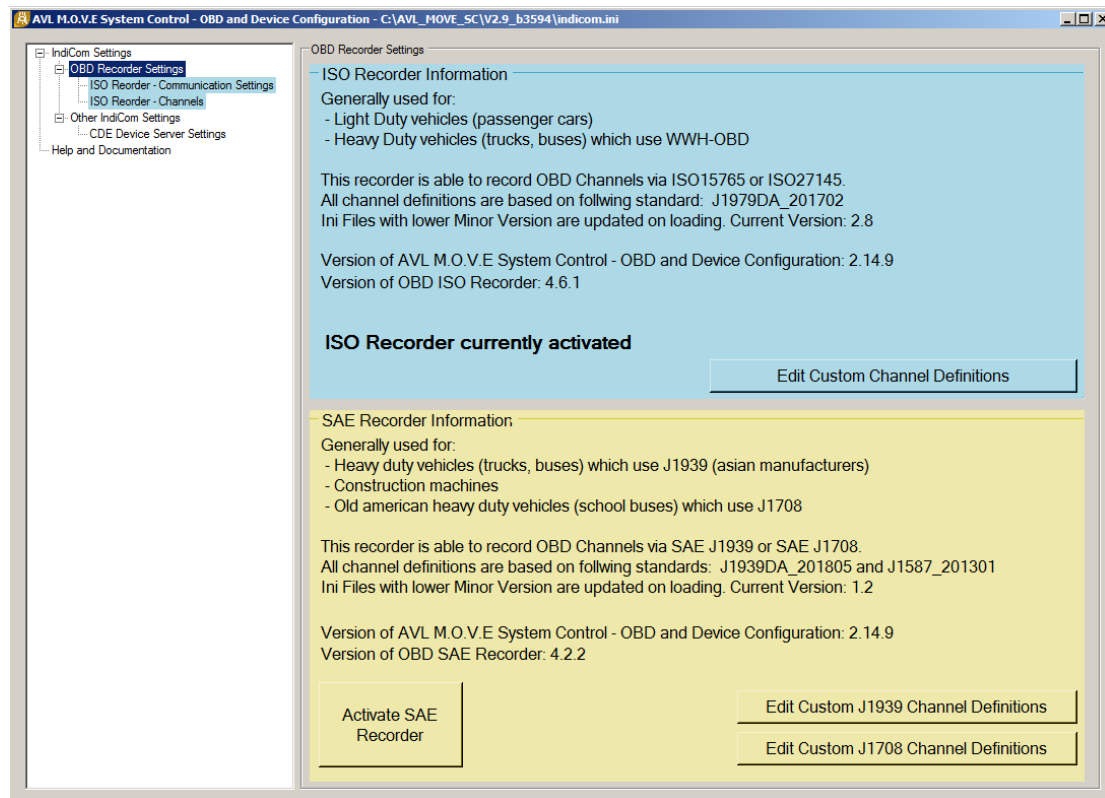 AVL M.O.V.E System Control - OBD and Device Configuration - C:\AVL_MOVE_SC\V2.9_b3594\indicom.ini
IndiCom Settings
OBD Recorder Settings
ISO Reorder - Communication Settings
ISO Reorder - Channels
Other IndiCom Settings
CDE Device Server Settings
Help and Documentation
OBD Recorder Settings
ISO Recorder Information
Generally used for:
- Light Duty vehicles (passenger cars)
- Heavy Duty vehicles (trucks, buses) which use WWH-OBD
This recorder is able to record OBD Channels via ISO15765 or ISO27145.
All channel definitions are based on follwing standard: J1979DA_201702
Ini Files with lower Minor Version are updated on loading. Current Version: 2.8
Version of AVL M.O.V.E System Control - OBD and Device Configuration: 2.14.9
Version of OBD ISO Recorder: 4.6.1
ISO Recorder currently activated
Edit Custom Channel Definitions
SAE Recorder Information
Generally used for:
- Heavy duty vehicles (trucks, buses) which use J1939 (asian manufacturers)
- Construction machines
- Old american heavy duty vehicles (school buses) which use J1708
This recorder is able to record OBD Channels via SAE J1939 or SAE J1708.
All channel definitions are based on follwing standards: J1939DA_201805 and J1587_201301
Ini Files with lower Minor Version are updated on loading. Current Version: 1.2
Version of AVL M.O.V.E System Control - OBD and Device Configuration: 2.14.9
Version of OBD SAE Recorder: 4.2.2
Activate SAE
Recorder
Edit Custom J1939 Channel Definitions
Edit Custom J1708 Channel Definitions